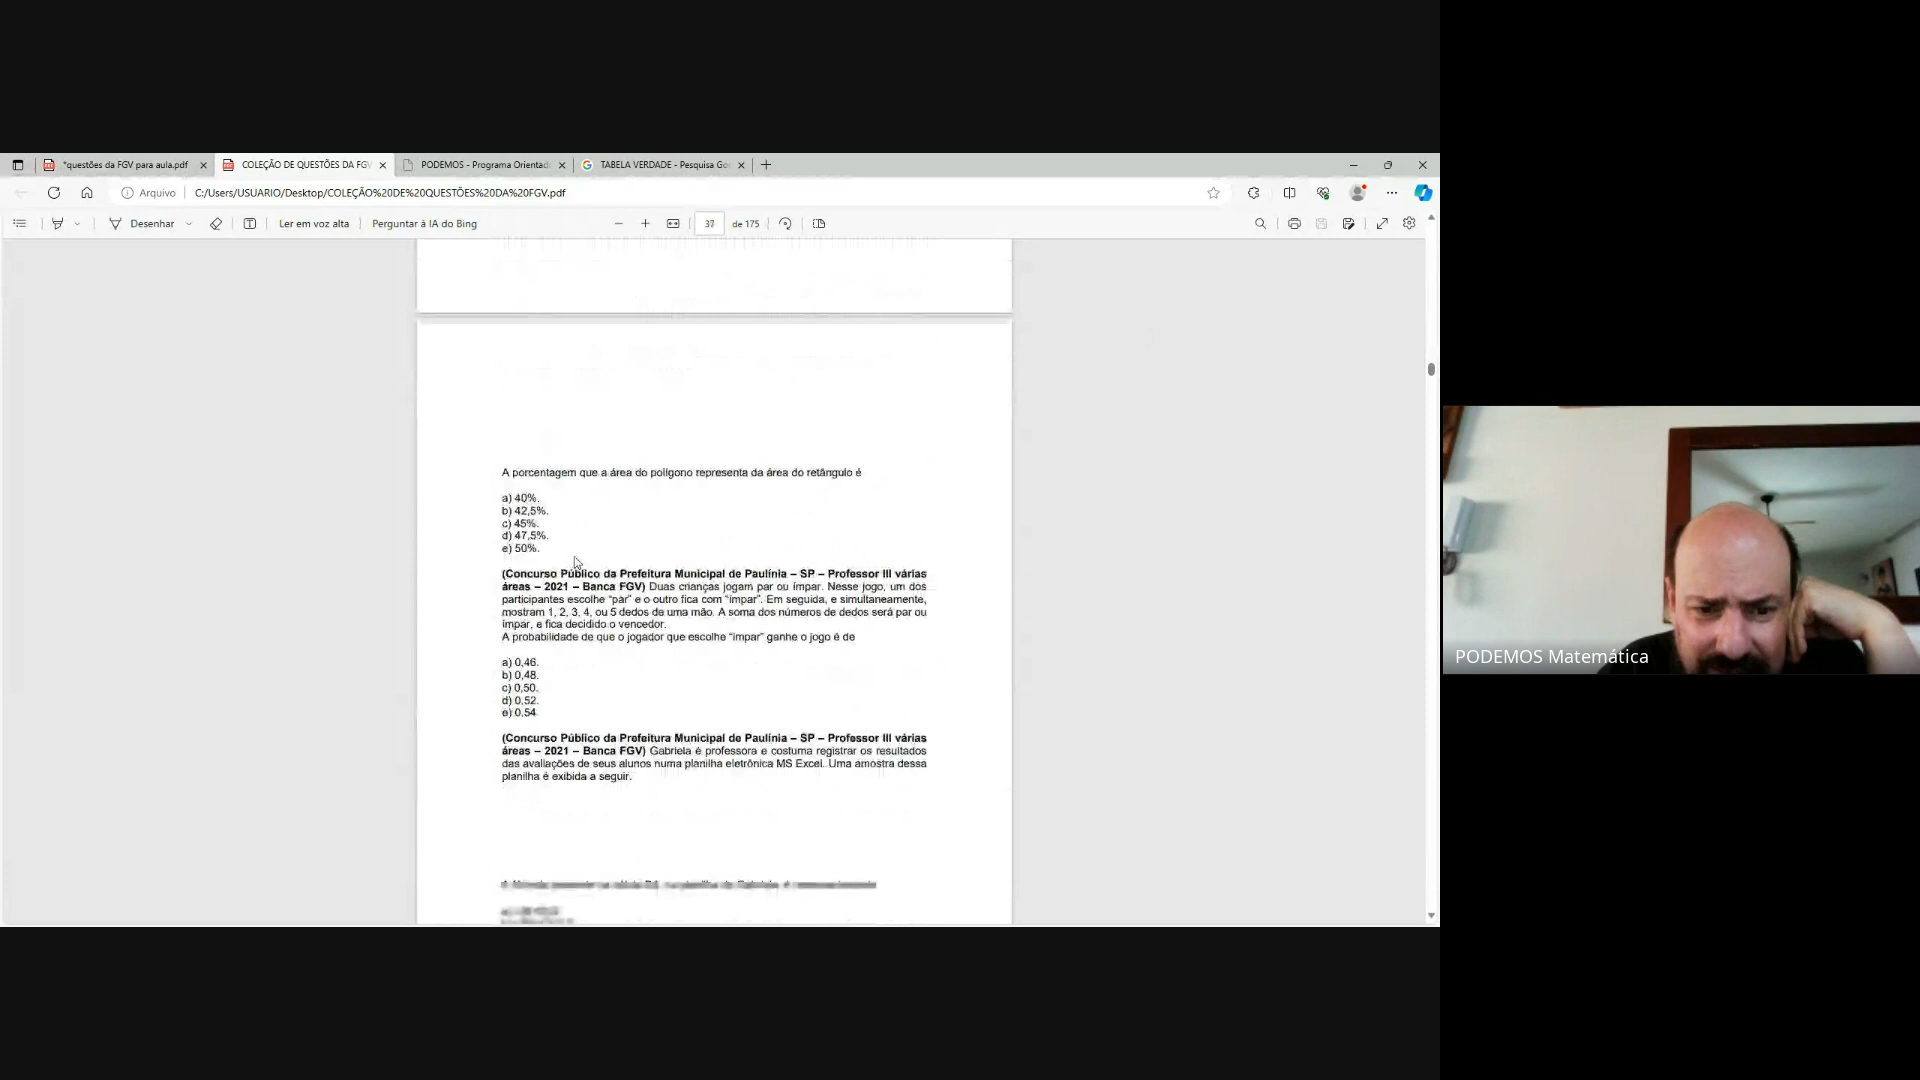 *questões da FGV para aula.pdf
COLEÇÃO DE QUESTÕES DA FGV
PODEMOS - Programa Orientad
TABELA VERDADE - Pesquisa Go
Arquivo
C:/Users/USUARIO/Desktop/COLEÇÃO%20DE%20QUESTÕES%20DA%20FGV.pdf
Desenhar
Ler em voz alta
Perguntar à IA do Bing
37
de 175
A porcentagem que a área do polígono representa da área do retângulo é
a) 40%.
b) 42,5%.
c) 45%.
d) 47,5%.
e) 50%.
(Concurso Público da Prefeitura Municipal de Paulínia – SP – Professor III várias
áreas – 2021 – Banca FGV) Duas crianças jogam par ou ímpar. Nesse jogo, um dos
participantes escolhe “par” e o outro fica com “ímpar”. Em seguida, e simultaneamente,
mostram 1, 2, 3, 4, ou 5 dedos de uma mão. A soma dos números de dedos será par ou
ímpar, e fica decidido o vencedor.
A probabilidade de que o jogador que escolhe “ímpar” ganhe o jogo é de
a) 0,46.
b) 0,48.
c) 0,50.
d) 0,52.
e) 0,54
(Concurso Público da Prefeitura Municipal de Paulínia – SP – Professor III várias
áreas – 2021 – Banca FGV) Gabriela é professora e costuma registrar os resultados
das avaliações de seus alunos numa planilha eletrônica MS Excel. Uma amostra dessa
planilha é exibida a seguir.
PODEMOS Matemática